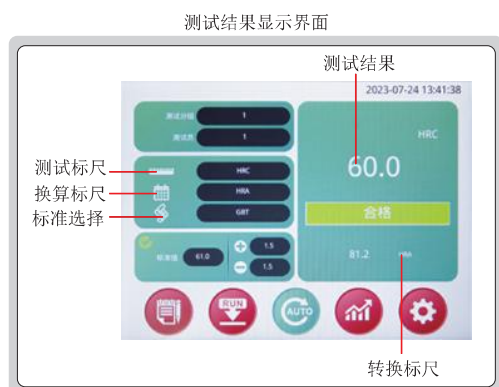 测试结果显示界面
测试结果
2023-07-24 13:41:38
测试分组 1
测试员 1
HRC
60.0
测试标尺 HRC
换算标尺 HRA
标准选择 GBT
合格
标准值 61.0 1.5
1.5
81.2 HRA
RUN
AUTO
转换标尺